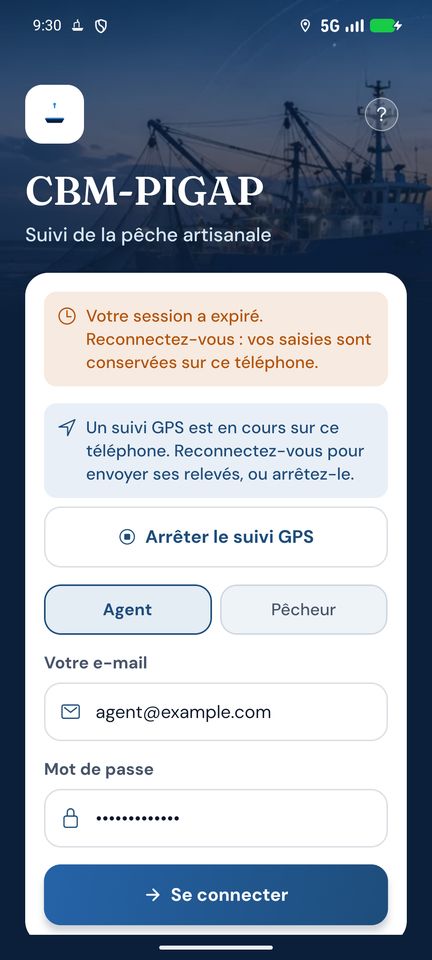 9:30
5G
?
CBM-PIGAP
Suivi de la pêche artisanale
Votre session a expiré.
Reconnectez-vous : vos saisies sont
conservées sur ce téléphone.
Un suivi GPS est en cours sur ce
téléphone. Reconnectez-vous pour
envoyer ses relevés, ou arrêtez-le.
Arrêter le suivi GPS
Agent
Pêcheur
Votre e-mail
agent@example.com
Mot de passe
•••••••••••••
Se connecter